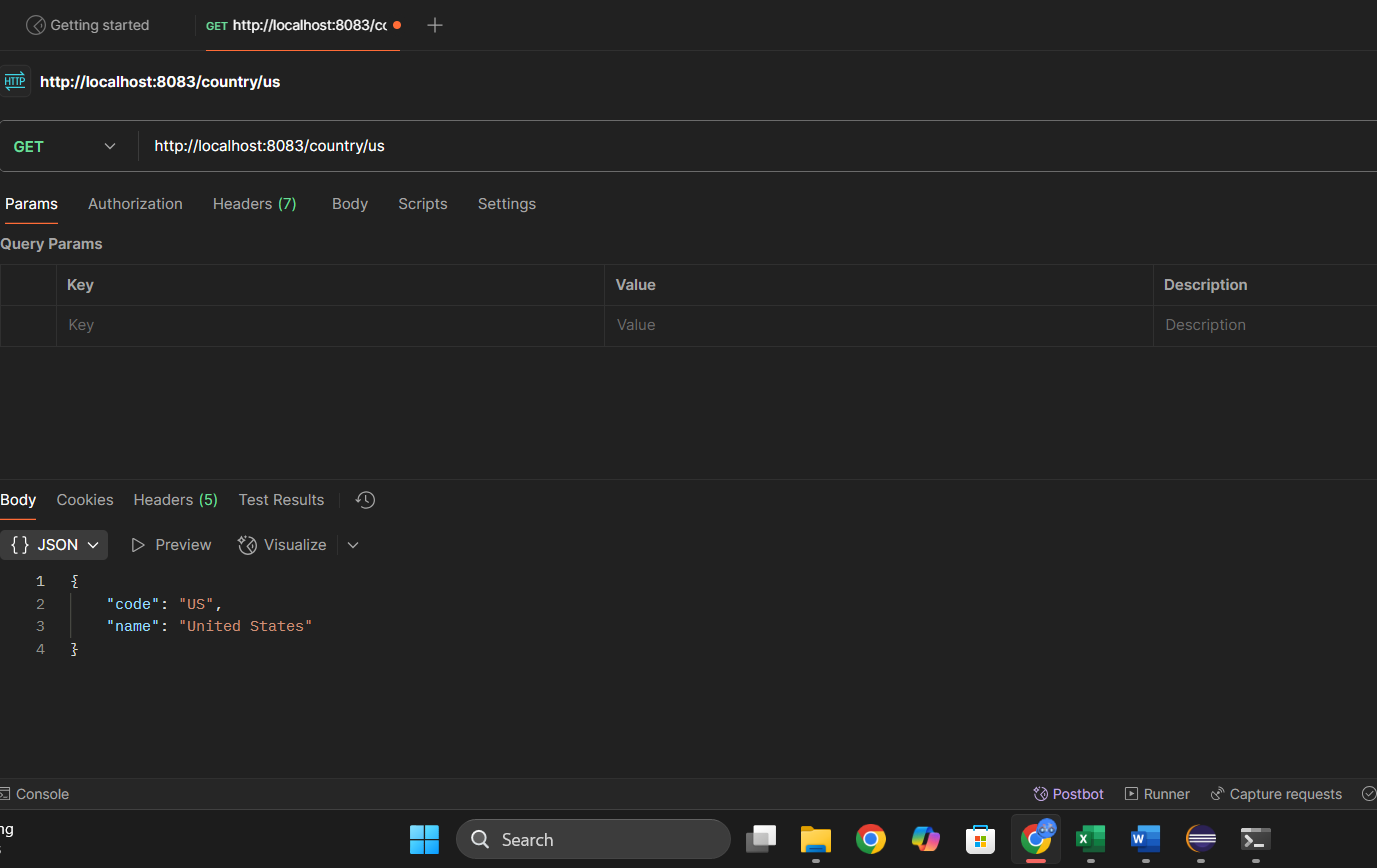 Getting started
GET http://localhost:8083/cc
HTTP http://localhost:8083/country/us
GET http://localhost:8083/country/us
Params Authorization Headers (7) Body Scripts Settings
Query Params
Key Value Description
Key Value Description
Body Cookies Headers (5) Test Results
{} JSON Preview Visualize
1 {
2 "code": "US",
3 "name": "United States"
4 }
Console Postbot Runner Capture requests
ng
Search